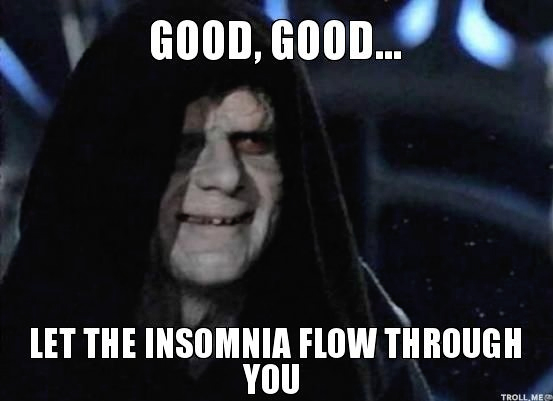 GOOD, GOOD...
LET THE INSOMNIA FLOW THROUGH
YOU
TROLL.ME